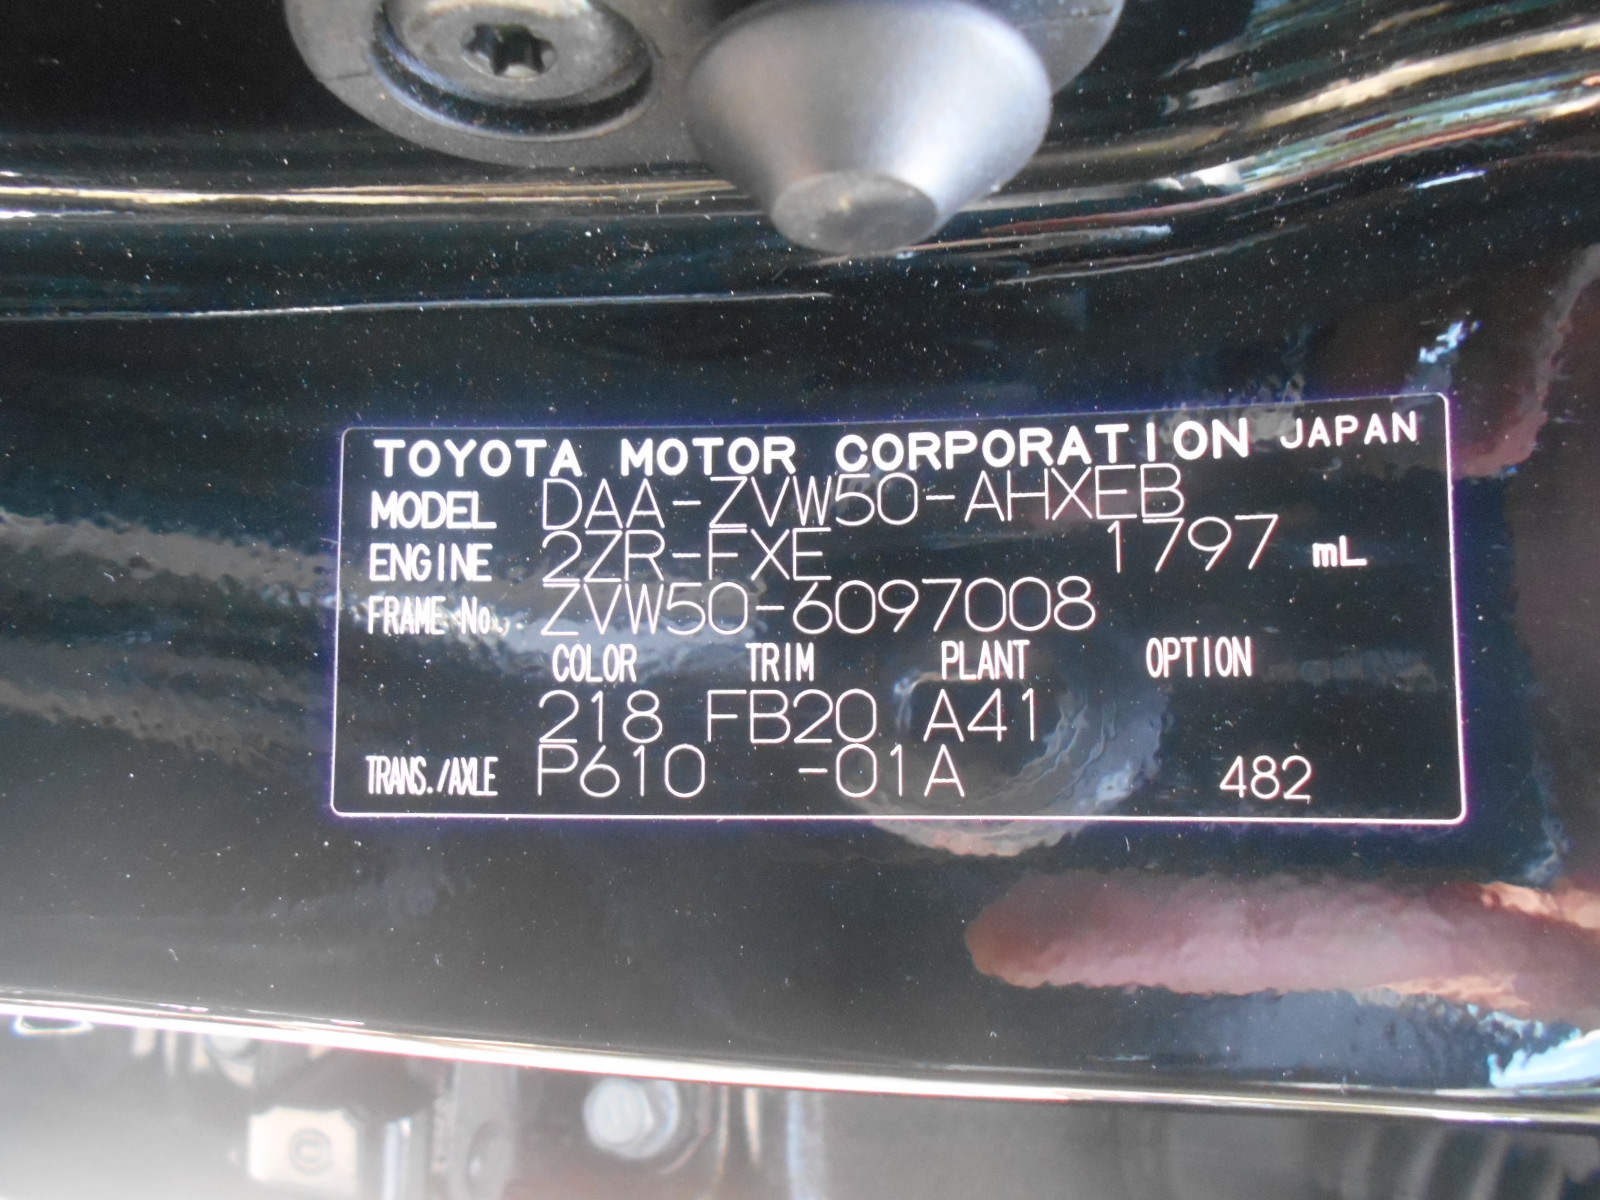 TOYOTA MOTOR CORPORATION JAPAN
MODEL DAA-ZVW50-AHXEB
ENGINE 2ZR-FXE 1797 mL
FRAME No. ZVW50-6097008
COLOR TRIM PLANT OPTION
218 FB20 A41
TRANS./AXLE P610 -01A 482